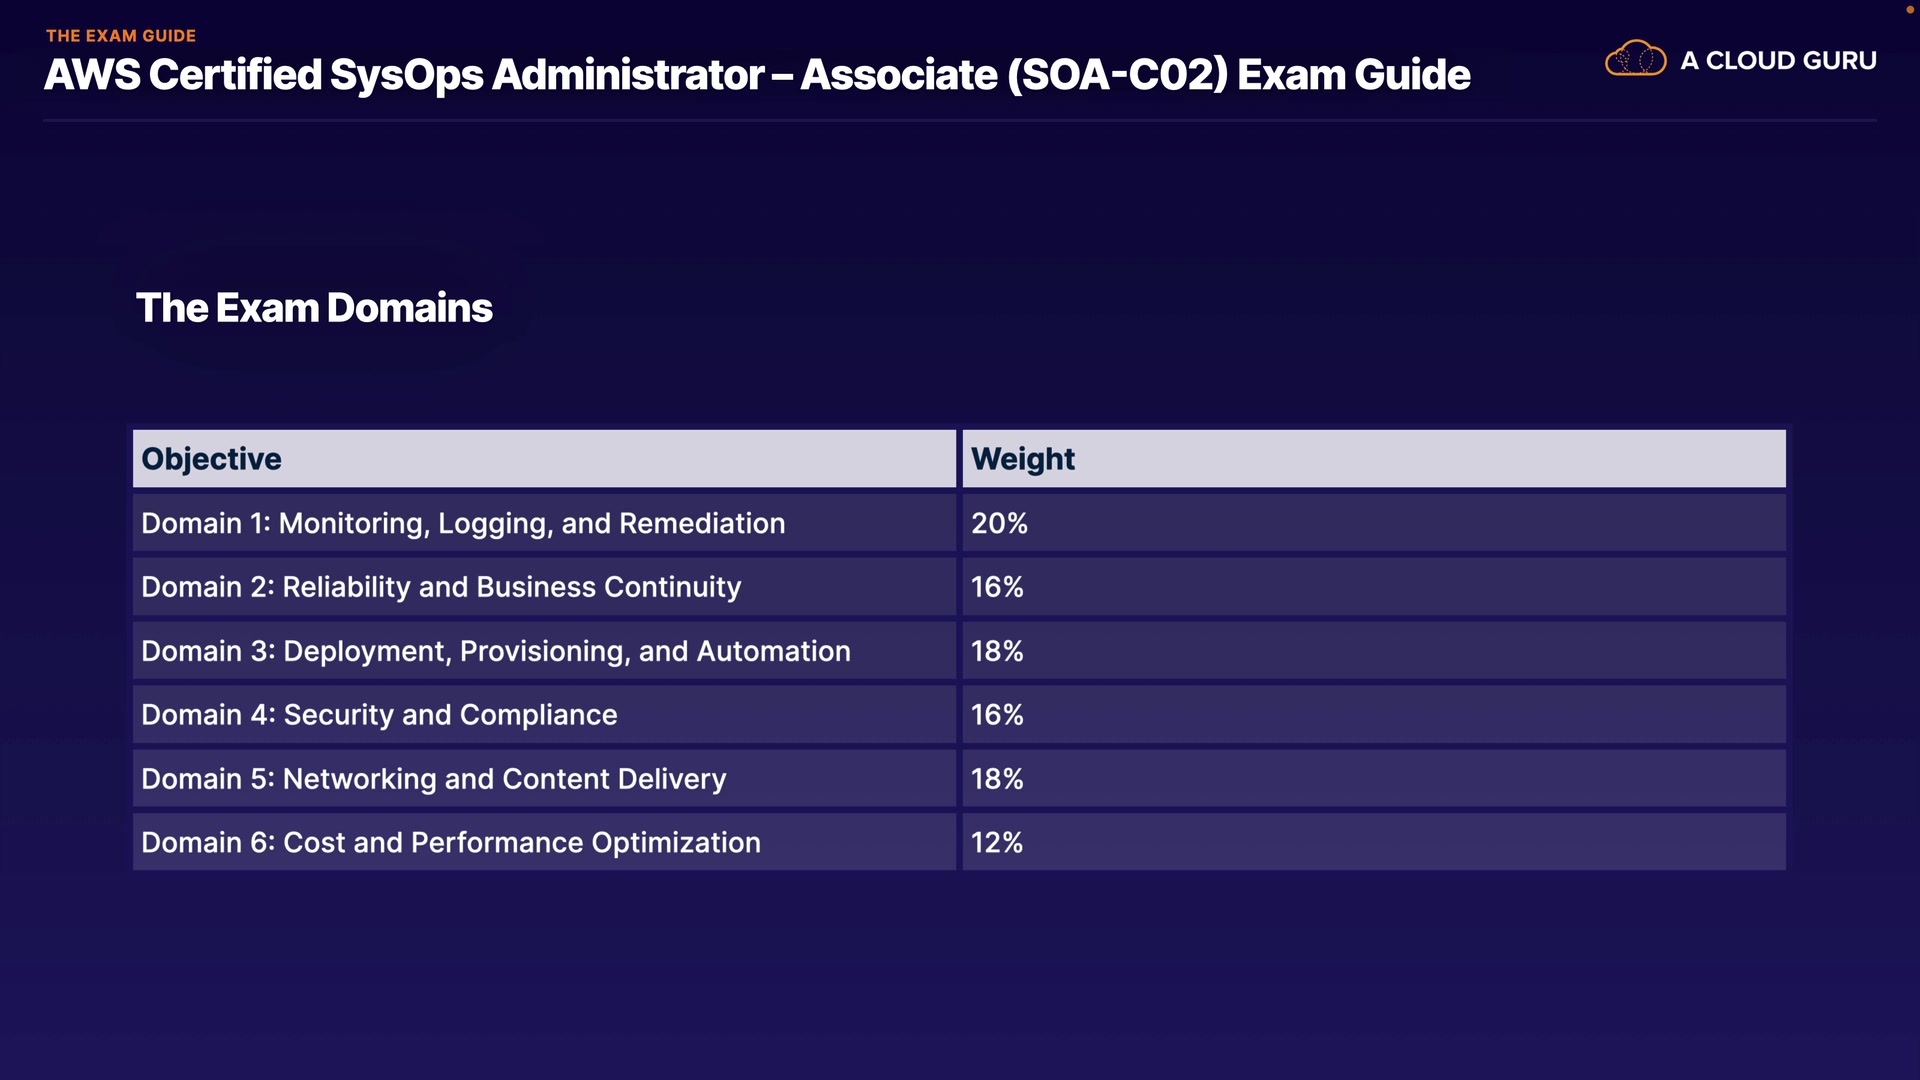 THE EXAM GUIDE
AWS Certified SysOps Administrator – Associate (SOA-C02) Exam Guide
A CLOUD GURU
The Exam Domains
Objective Weight
Domain 1: Monitoring, Logging, and Remediation 20%
Domain 2: Reliability and Business Continuity 16%
Domain 3: Deployment, Provisioning, and Automation 18%
Domain 4: Security and Compliance 16%
Domain 5: Networking and Content Delivery 18%
Domain 6: Cost and Performance Optimization 12%